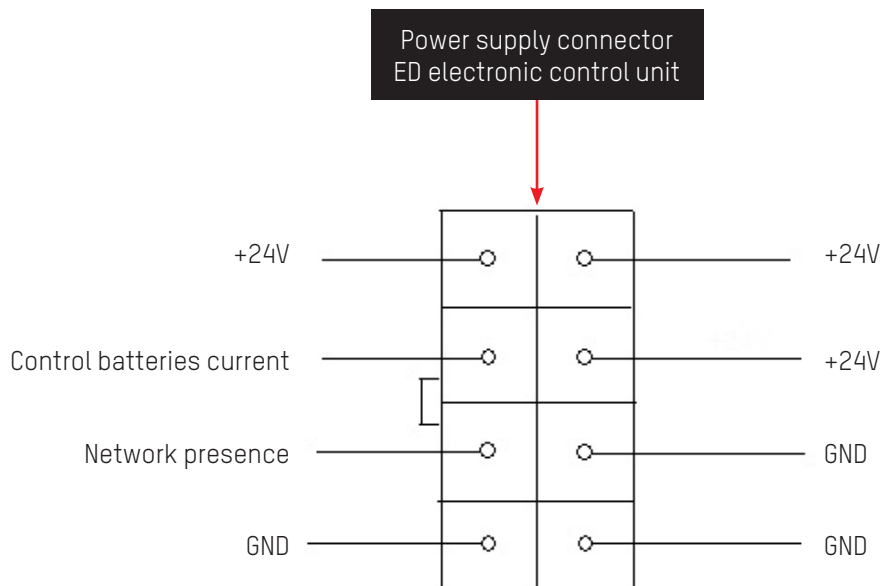 Power supply connector
ED electronic control unit
+24V
+24V
Control batteries current
+24V
Network presence
GND
GND
GND